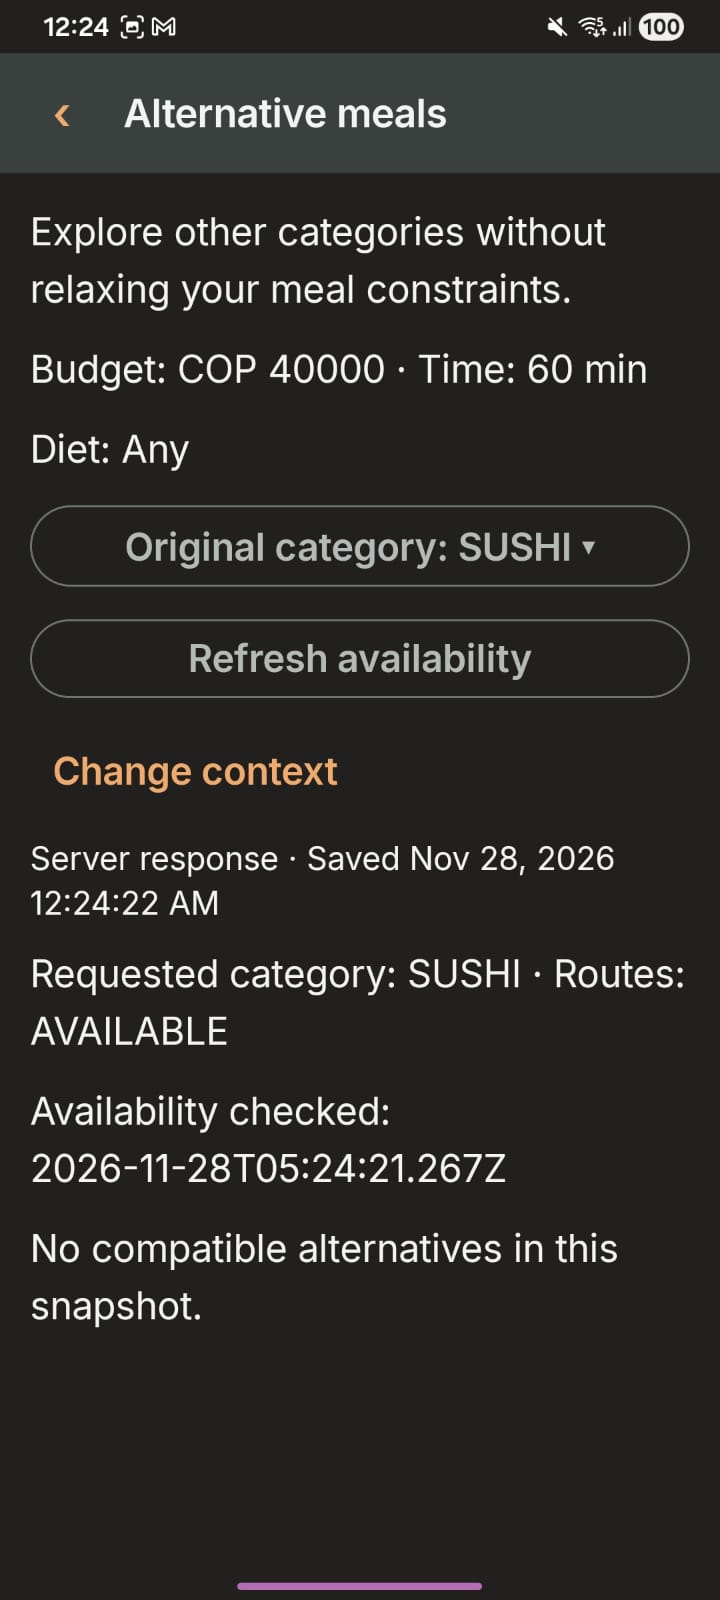 12:24
100
Alternative meals
Explore other categories without
relaxing your meal constraints.
Budget: COP 40000 · Time: 60 min
Diet: Any
Original category: SUSHI ▾
Refresh availability
Change context
Server response · Saved Nov 28, 2026
12:24:22 AM
Requested category: SUSHI · Routes:
AVAILABLE
Availability checked:
2026-11-28T05:24:21.267Z
No compatible alternatives in this
snapshot.